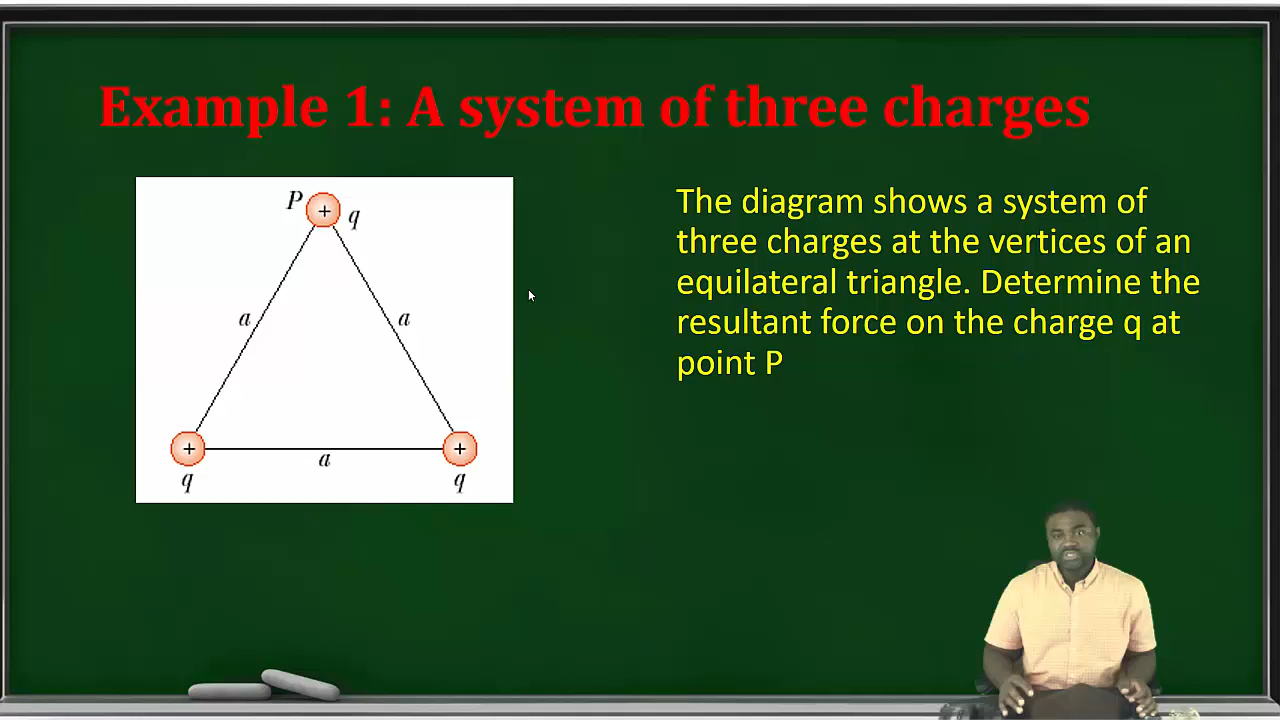 Example 1: A system of three charges
P
+
q
a
a
+
+
a
q
q
The diagram shows a system of
three charges at the vertices of an
equilateral triangle. Determine the
resultant force on the charge q at
point P